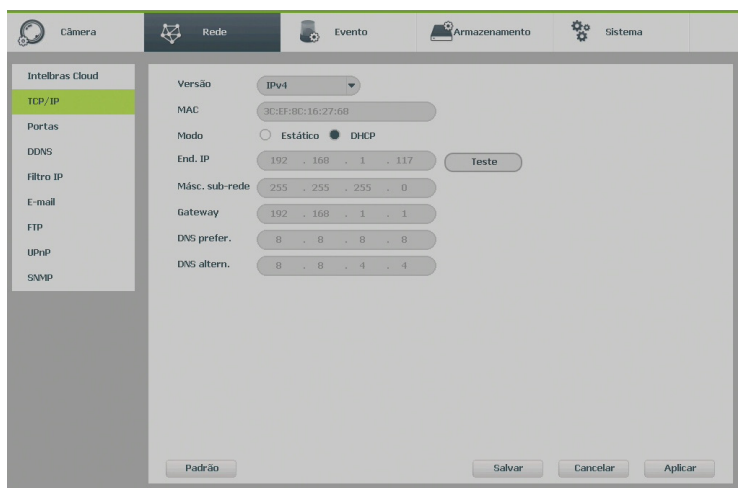 Câmera
Rede
Evento
Armazenamento
Sistema
Intelbras Cloud
TCP/IP
Portas
DDNS
Filtro IP
E-mail
FTP
UPnP
SNMP
Versão IPv4
MAC 3C:EF:8C:16:27:68
Modo Estático DHCP
End. IP 192 . 168 . 1 . 117 Teste
Másc. sub-rede 255 . 255 . 255 . 0
Gateway 192 . 168 . 1 . 1
DNS prefer. 8 . 8 . 8 . 8
DNS altern. 8 . 8 . 4 . 4
Padrão
Salvar
Cancelar
Aplicar